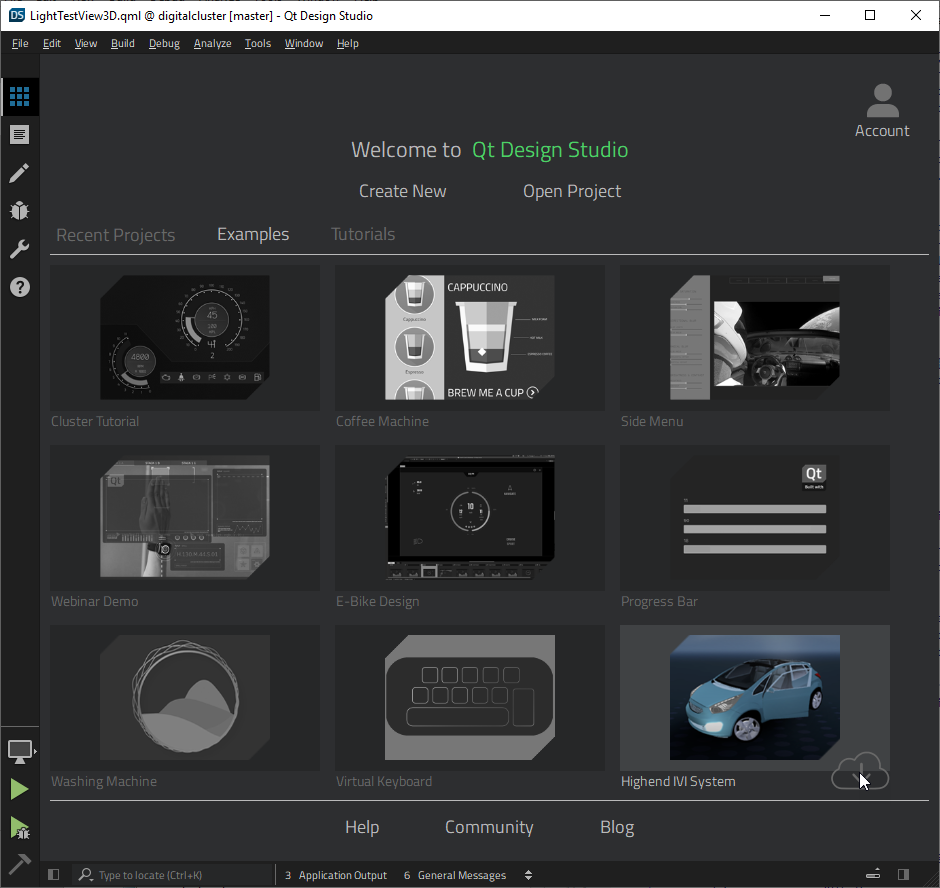 LightTestView3D.qml @ digitalcluster [master] - Qt Design Studio
File Edit View Build Debug Analyze Tools Window Help
Account
Welcome to Qt Design Studio
Create New Open Project
Recent Projects Examples Tutorials
45
4800
2
Cappuccino
Espresso
CAPPUCCINO
BREW ME A CUP
Cluster Tutorial Coffee Machine Side Menu
Qt
10
Qt
Built with
Webinar Demo E-Bike Design Progress Bar
Washing Machine Virtual Keyboard Highend IVI System
Help Community Blog
Type to locate (Ctrl+K) 3 Application Output 6 General Messages